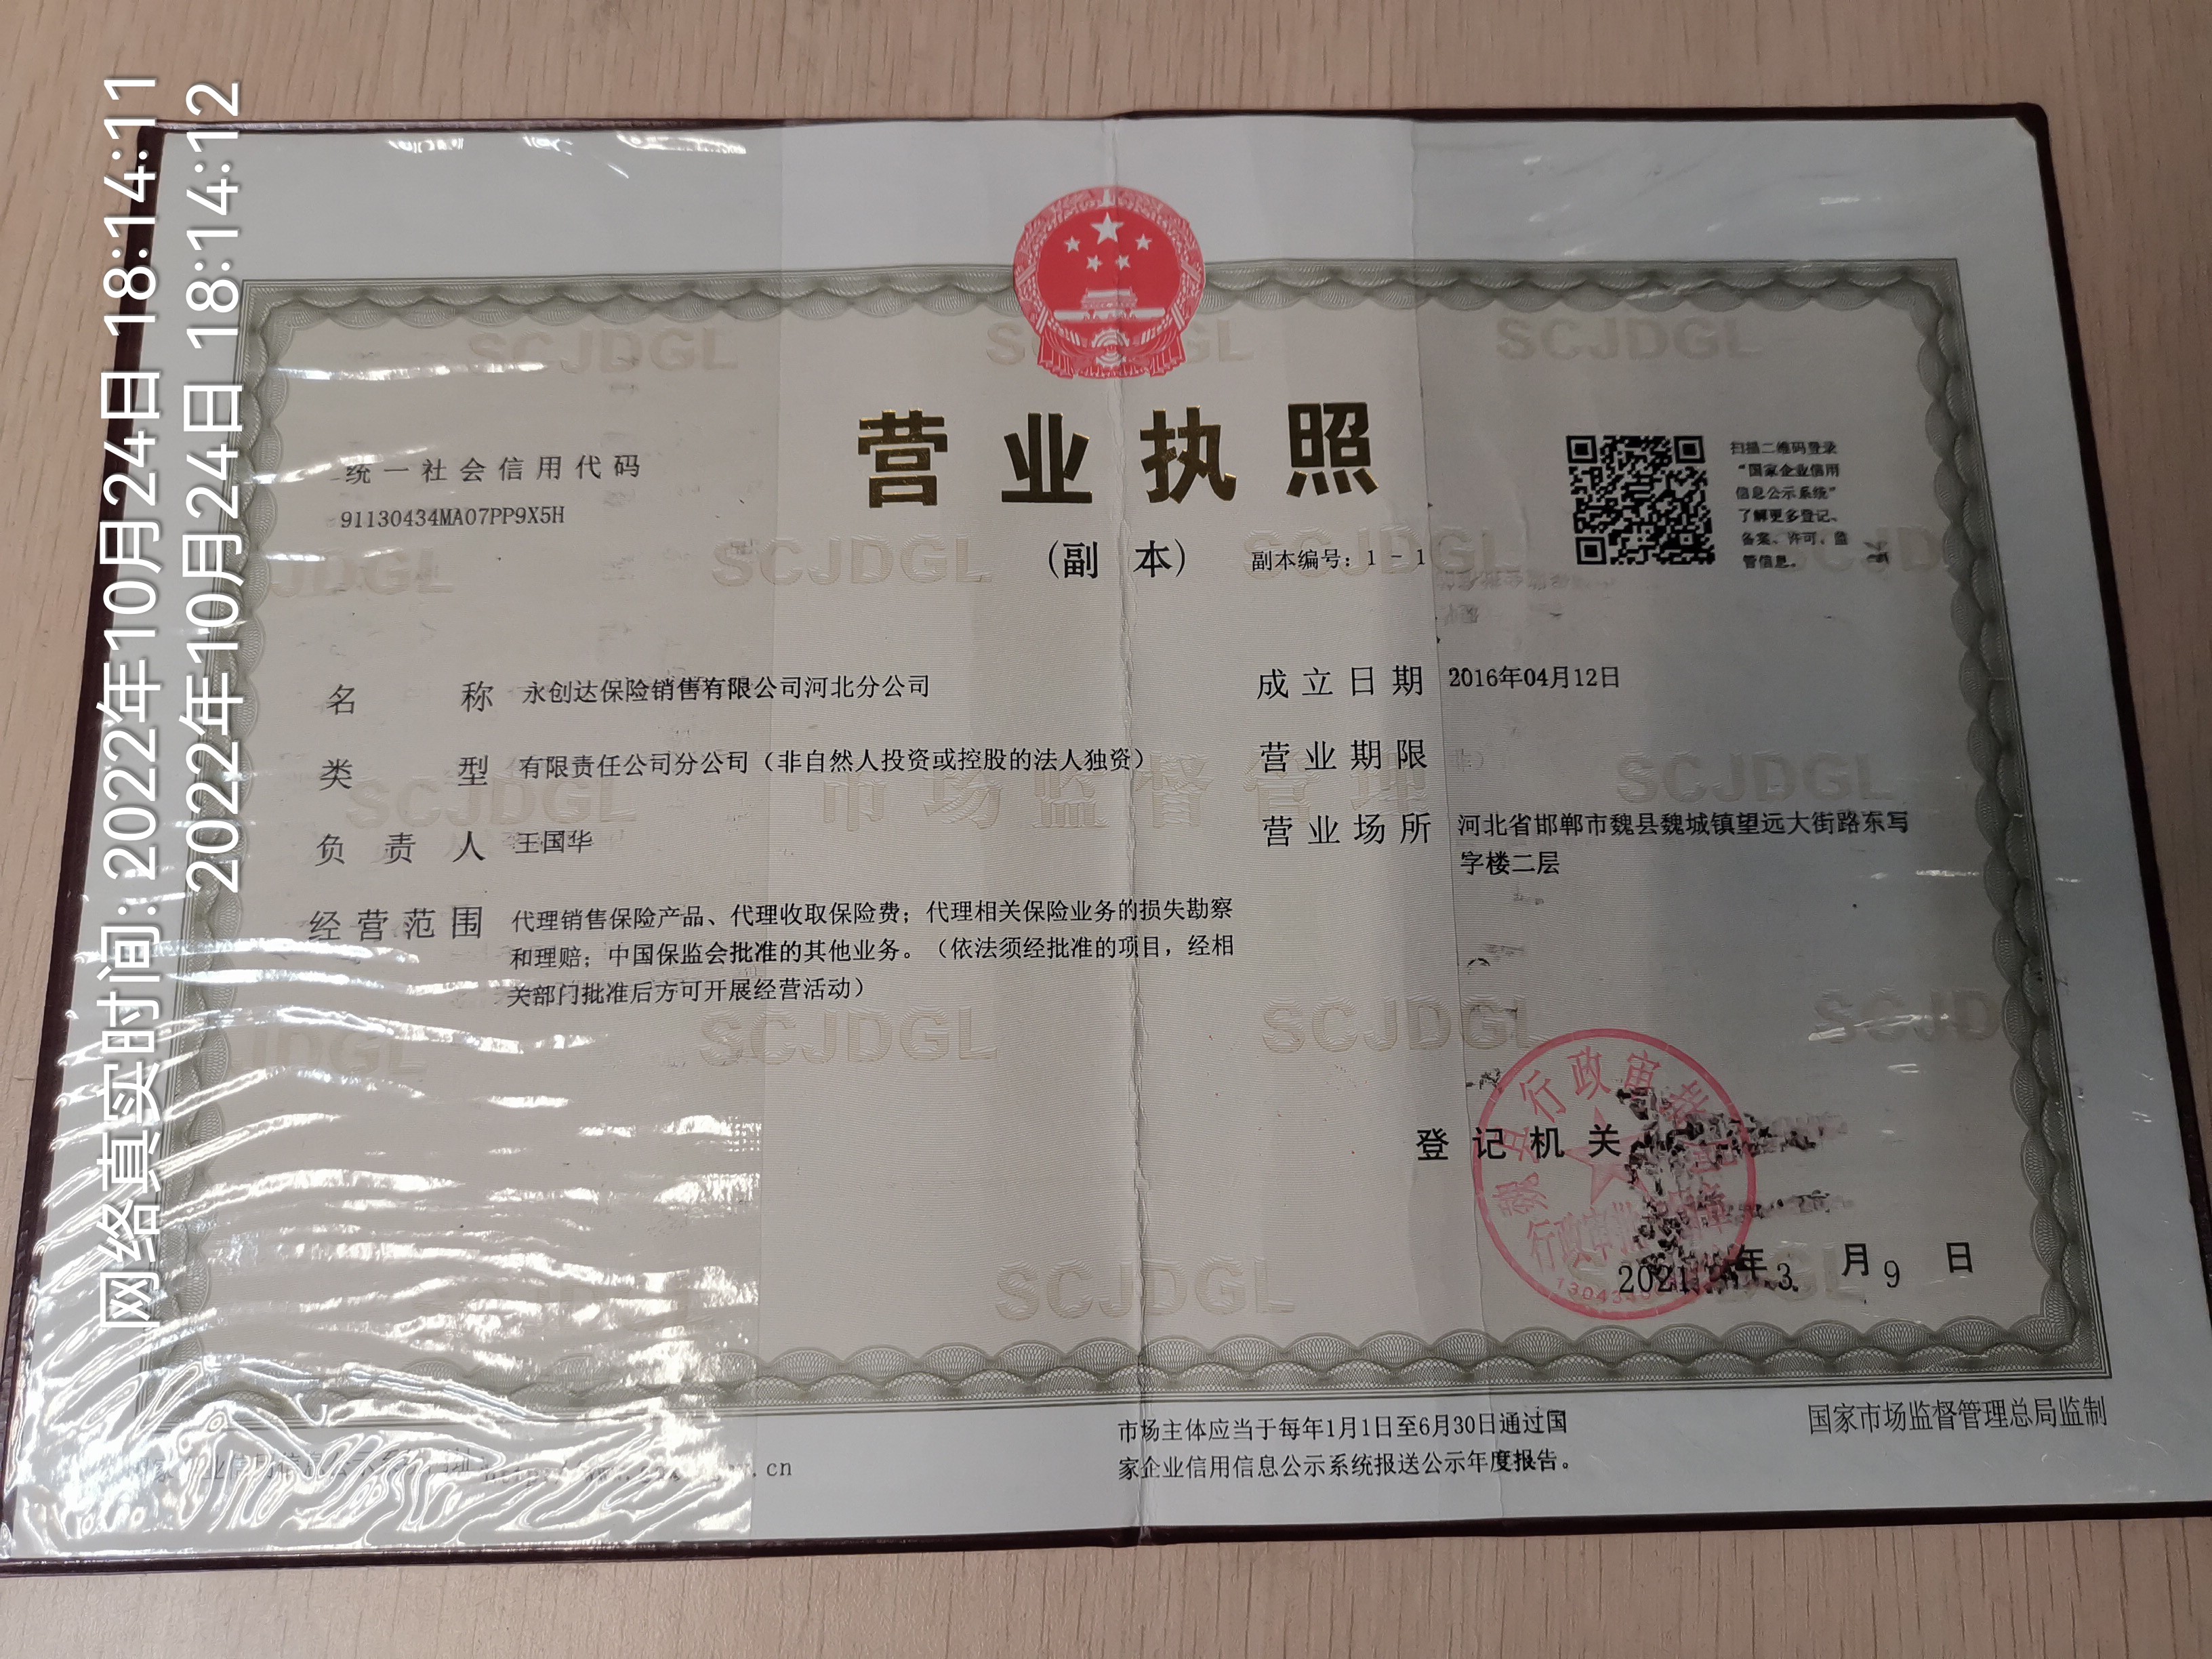 网络真实时间: 2022年10月24日 18:14:11
2022年10月24日 18:14:12
营业执照
(副 本) 副本编号: 1 - 1
统一社会信用代码
91130434MA07PP9X5H
扫描二维码登录
“国家企业信用
信息公示系统”
了解更多登记、
备案、许可、监
管信息。
名 称 永创达保险销售有限公司河北分公司
类 型 有限责任公司分公司（非自然人投资或控股的法人独资）
负 责 人 王国华
经营范围 代理销售保险产品、代理收取保险费；代理相关保险业务的损失勘察
和理赔；中国保监会批准的其他业务。（依法须经批准的项目，经相
关部门批准后方可开展经营活动）
成立日期 2016年04月12日
营业期限
营业场所 河北省邯郸市魏县魏城镇望远大街路东写
字楼二层
登记机关
2021 年 3 月 9 日
市场主体应当于每年1月1日至6月30日通过国
家企业信用信息公示系统报送公示年度报告。
国家市场监督管理总局监制
SCJDGL
市场监督管理